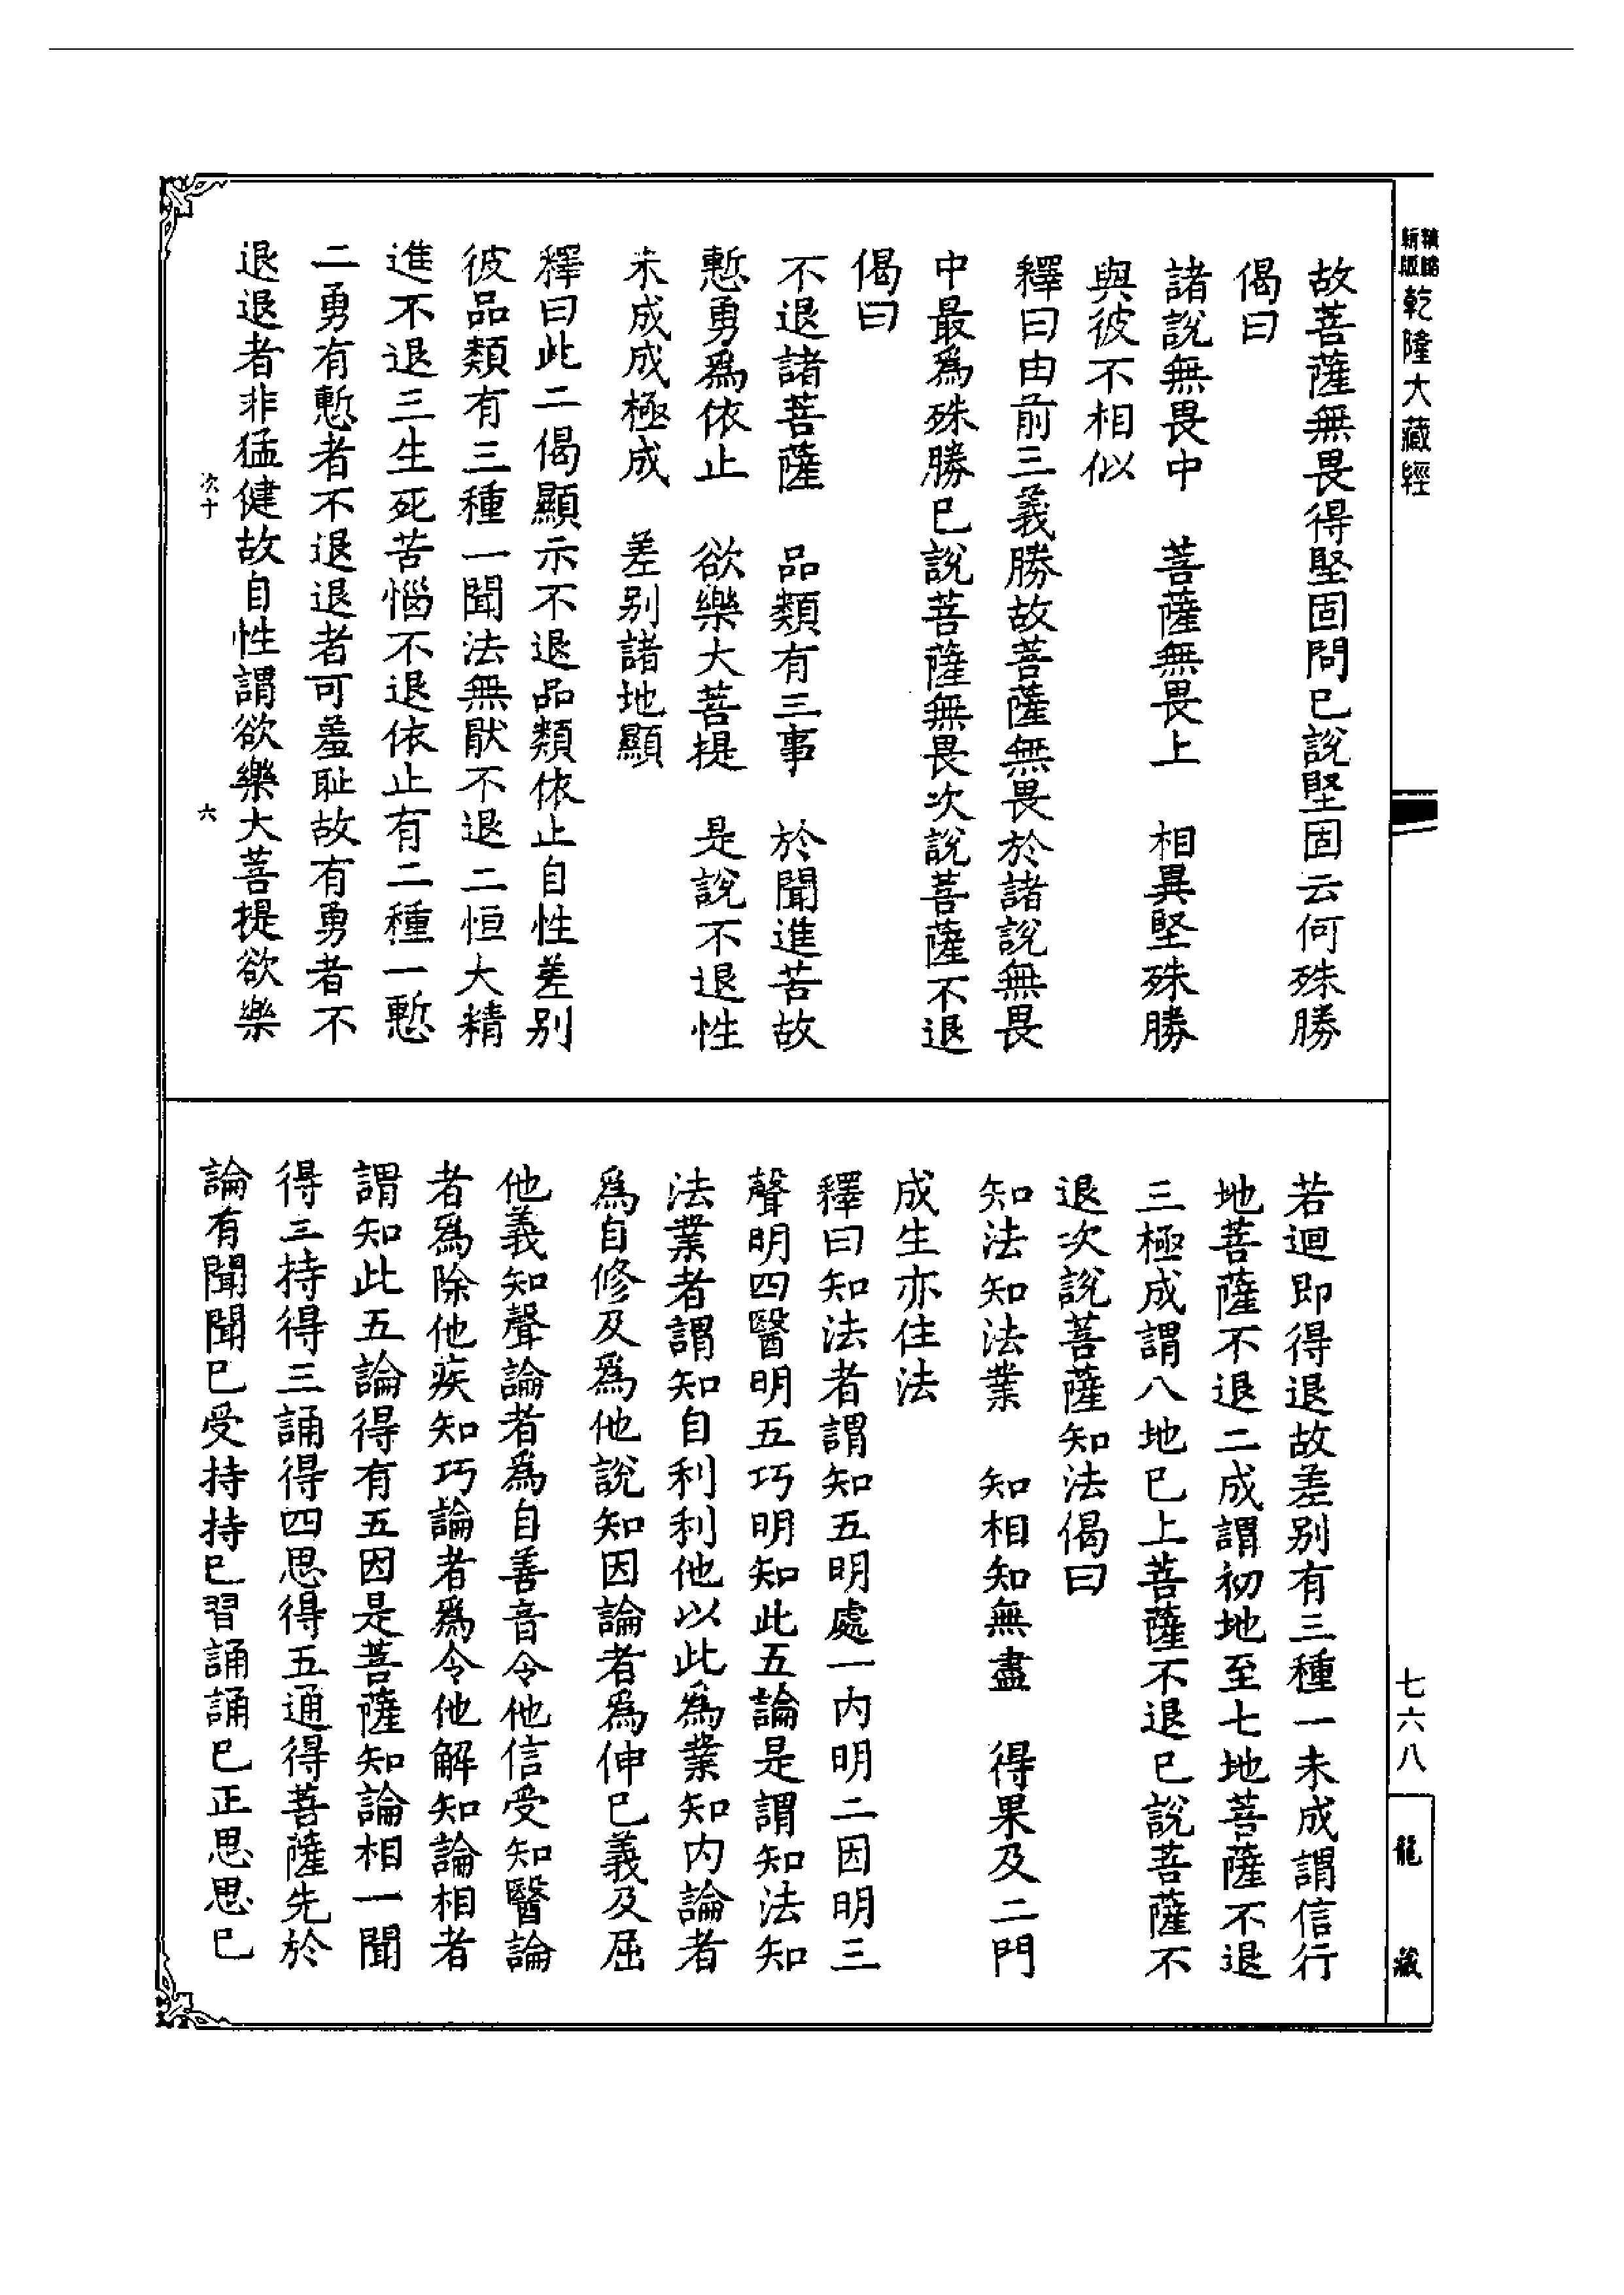 乾隆大藏經
故菩薩無畏得堅固問已說堅固云何殊勝
偈曰
諸說無畏中　菩薩無畏上　相異堅殊勝
與彼不相似
釋曰由前三義勝故菩薩無畏於諸說無畏
中最爲殊勝已說菩薩無畏次說菩薩不退
偈曰
不退諸菩薩　品類有三事　於聞進苦故
慙勇爲依止　欲樂大菩提　是說不退性
未成成極成　差別諸地顯
釋曰此二偈顯示不退品類依止自性差別
彼品類有三種一聞法無猒不退二恒大精
進不退三生死苦惱不退依止有二種一慙
二勇有慙者不退退者可羞恥故有勇者不
退退者非猛健故自性謂欲樂大菩提欲樂
次十　六
若迴即得退故差別有三種一未成謂信行
地菩薩不退二成謂初地至七地菩薩不退
三極成謂八地已上菩薩不退已說菩薩不
退次說菩薩知法偈曰
知法知法業　知相知無盡　得果及二門
成生亦住法
釋曰知法者謂知五明處一內明二因明三
聲明四醫明五巧明知此五論是謂知法知
法業者謂知自利利他以此爲業知內論者
爲自修及爲他說知因論者爲伸已義及屈
他義知聲論者爲自善音令他信受知醫論
者爲除他疾知巧論者爲令他解知論相者
謂知此五論得有五因是菩薩知論相一聞
得二持得三誦得四思得五通得菩薩先於
論有聞聞已受持持已習誦誦已正思思已
七六八
龍藏